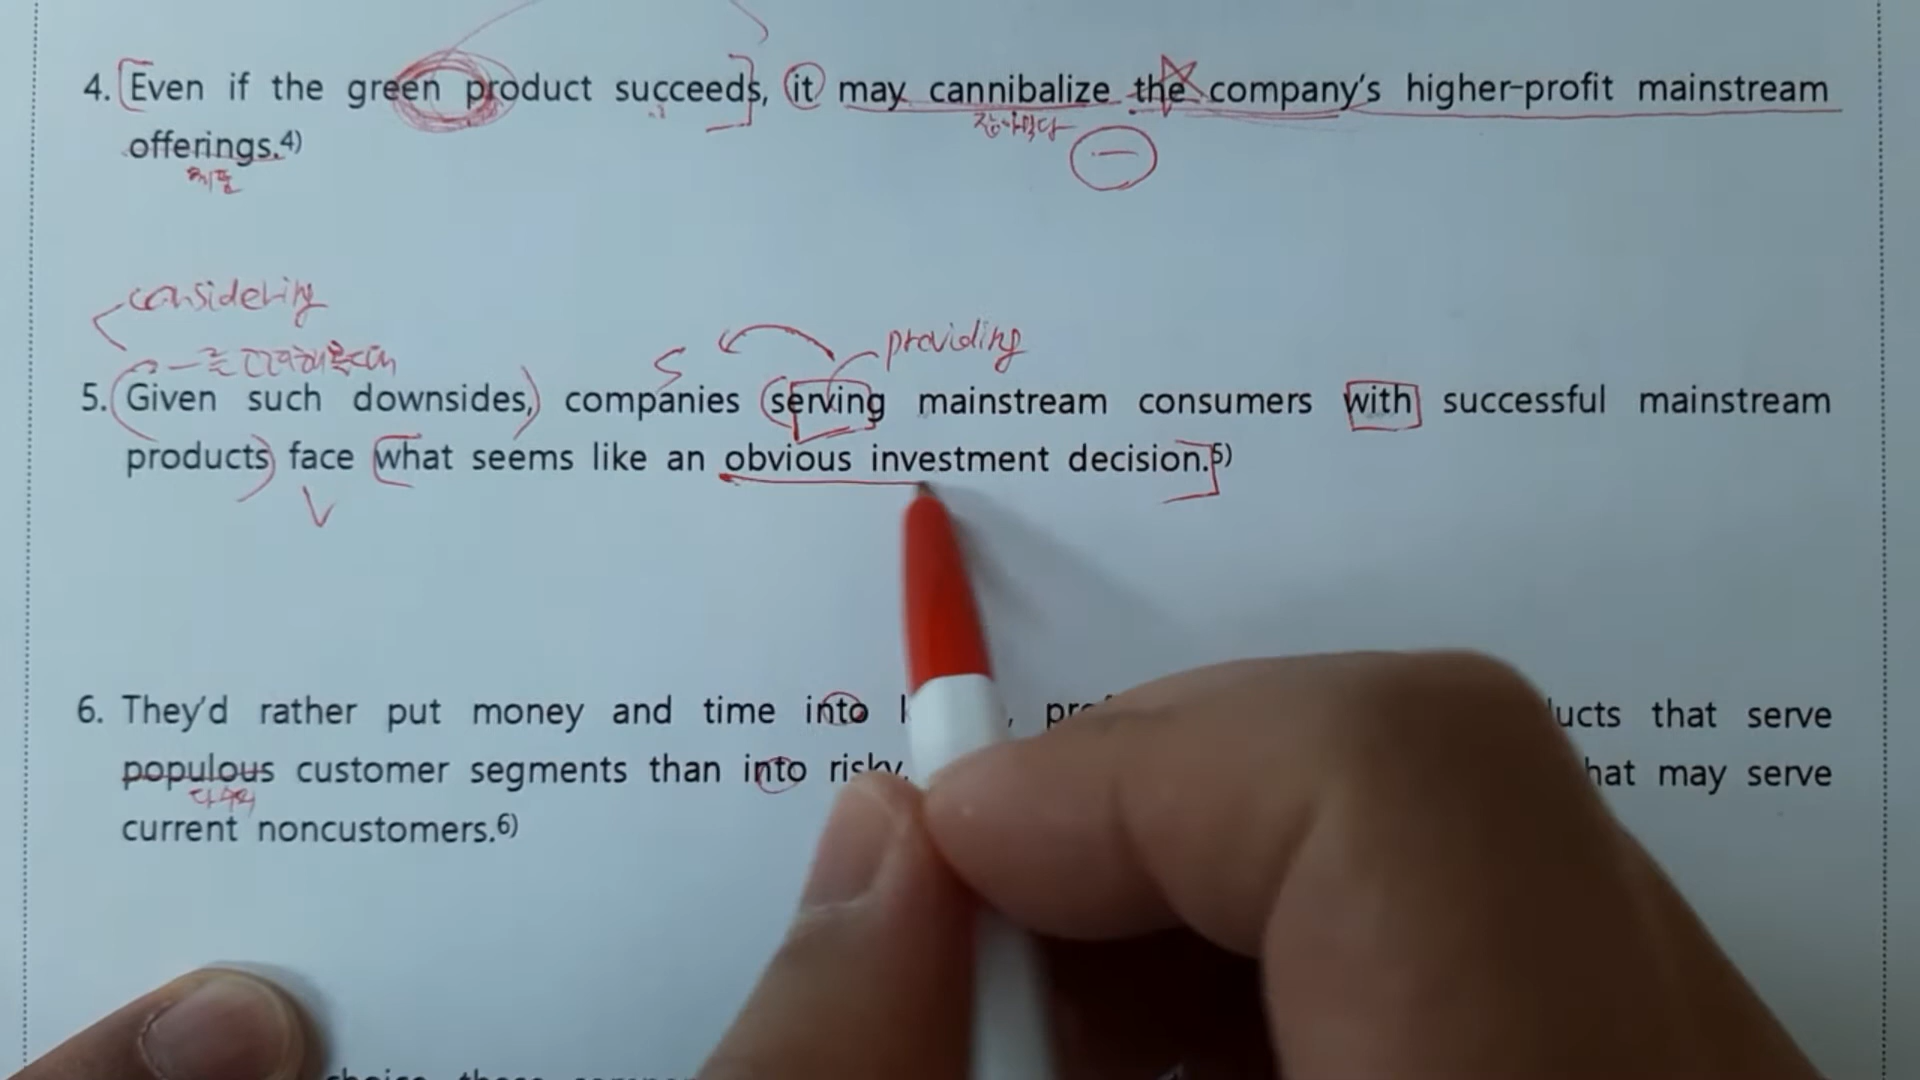 4. Even if the green product succeeds, it may cannibalize the company's higher-profit mainstream
잡아먹다
offerings.4)
제품
considering
~를 고려해볼때
S
providing
5. Given such downsides, companies serving mainstream consumers with successful mainstream
products face what seems like an obvious investment decision.5)
V
6. They'd rather put money and time into
ucts that serve
populous customer segments than into risky,
hat may serve
다수의
current noncustomers.6)